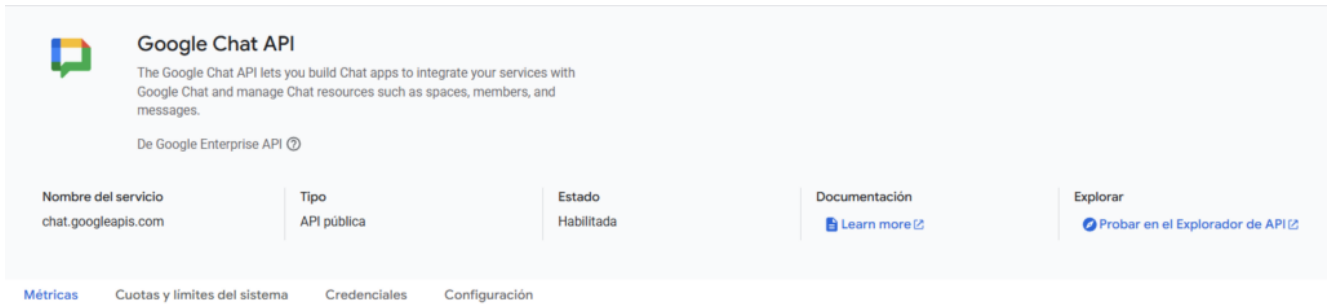 Google Chat API
The Google Chat API lets you build Chat apps to integrate your services with
Google Chat and manage Chat resources such as spaces, members, and
messages.
De Google Enterprise API
Nombre del servicio
chat.googleapis.com
Tipo
API pública
Estado
Habilitada
Documentación
Learn more
Explorar
Probar en el Explorador de API
Métricas Cuotas y límites del sistema Credenciales Configuración